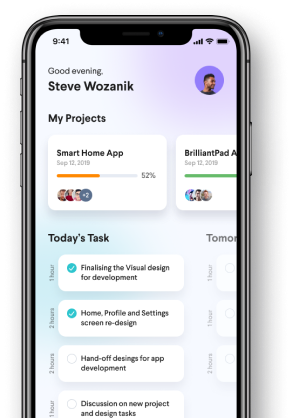 9:41
Good evening,
Steve Wozanik
My Projects
Smart Home App
Sep 12, 2019
52%
+2
BrilliantPad A
Sep 12, 2019
Today's Task
Tomor
1 hour
Finalising the Visual design
for development
1 hour
2 hours
Home, Profile and Settings
screen re-design
1 hour
2 hours
Hand-off desings for app
development
2 hours
1 hour
Discussion on new project
and design tasks